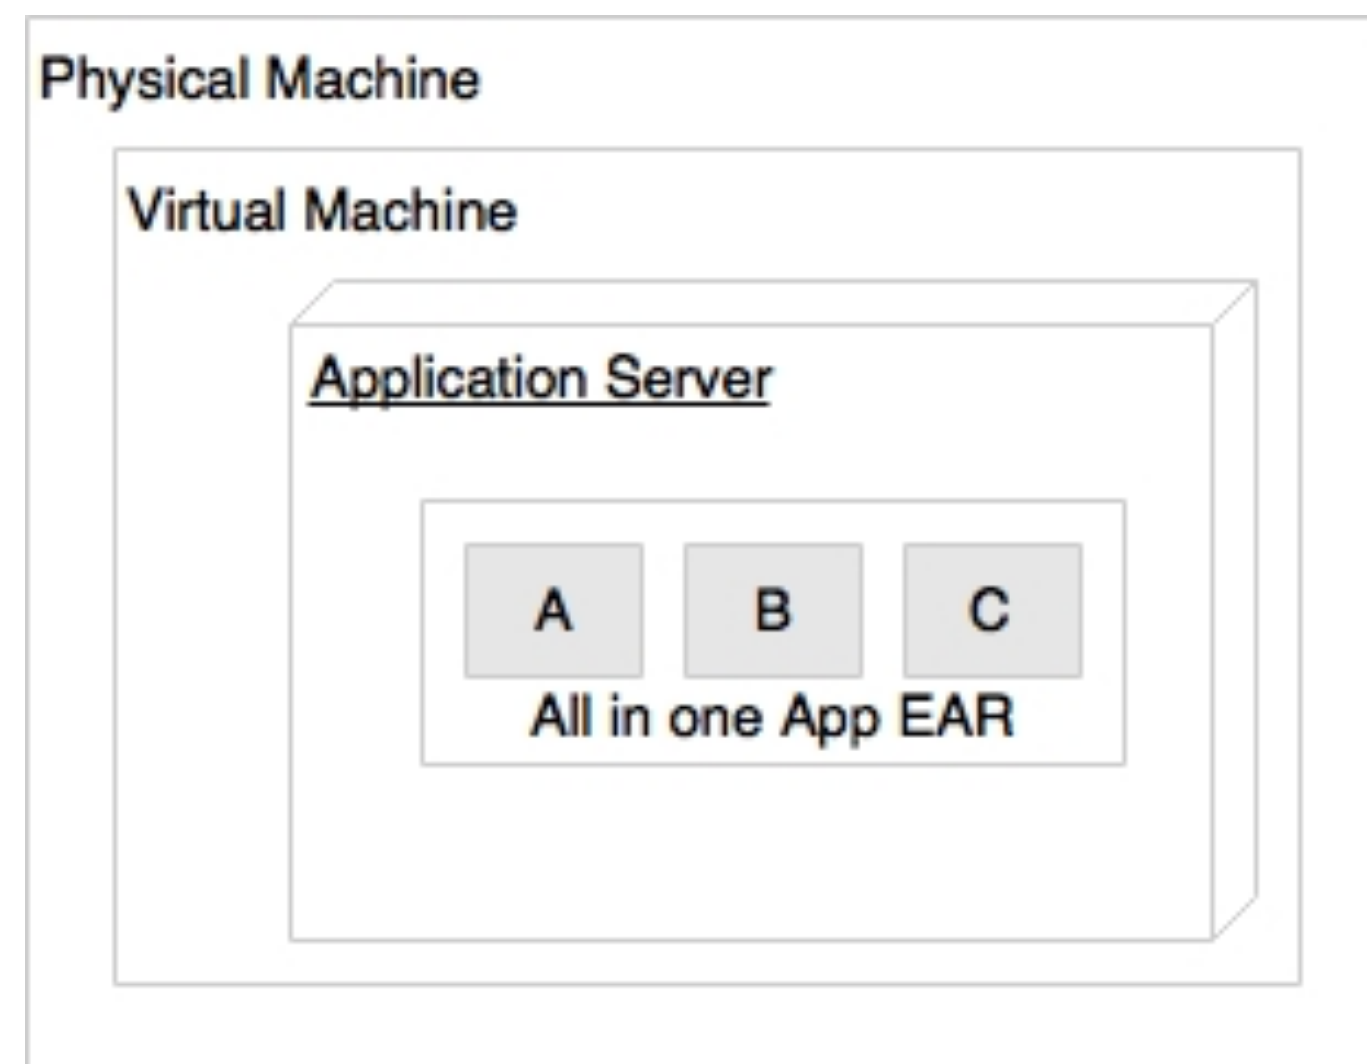 Physical Machine
Virtual Machine
Application Server
A B C
All in one App EAR